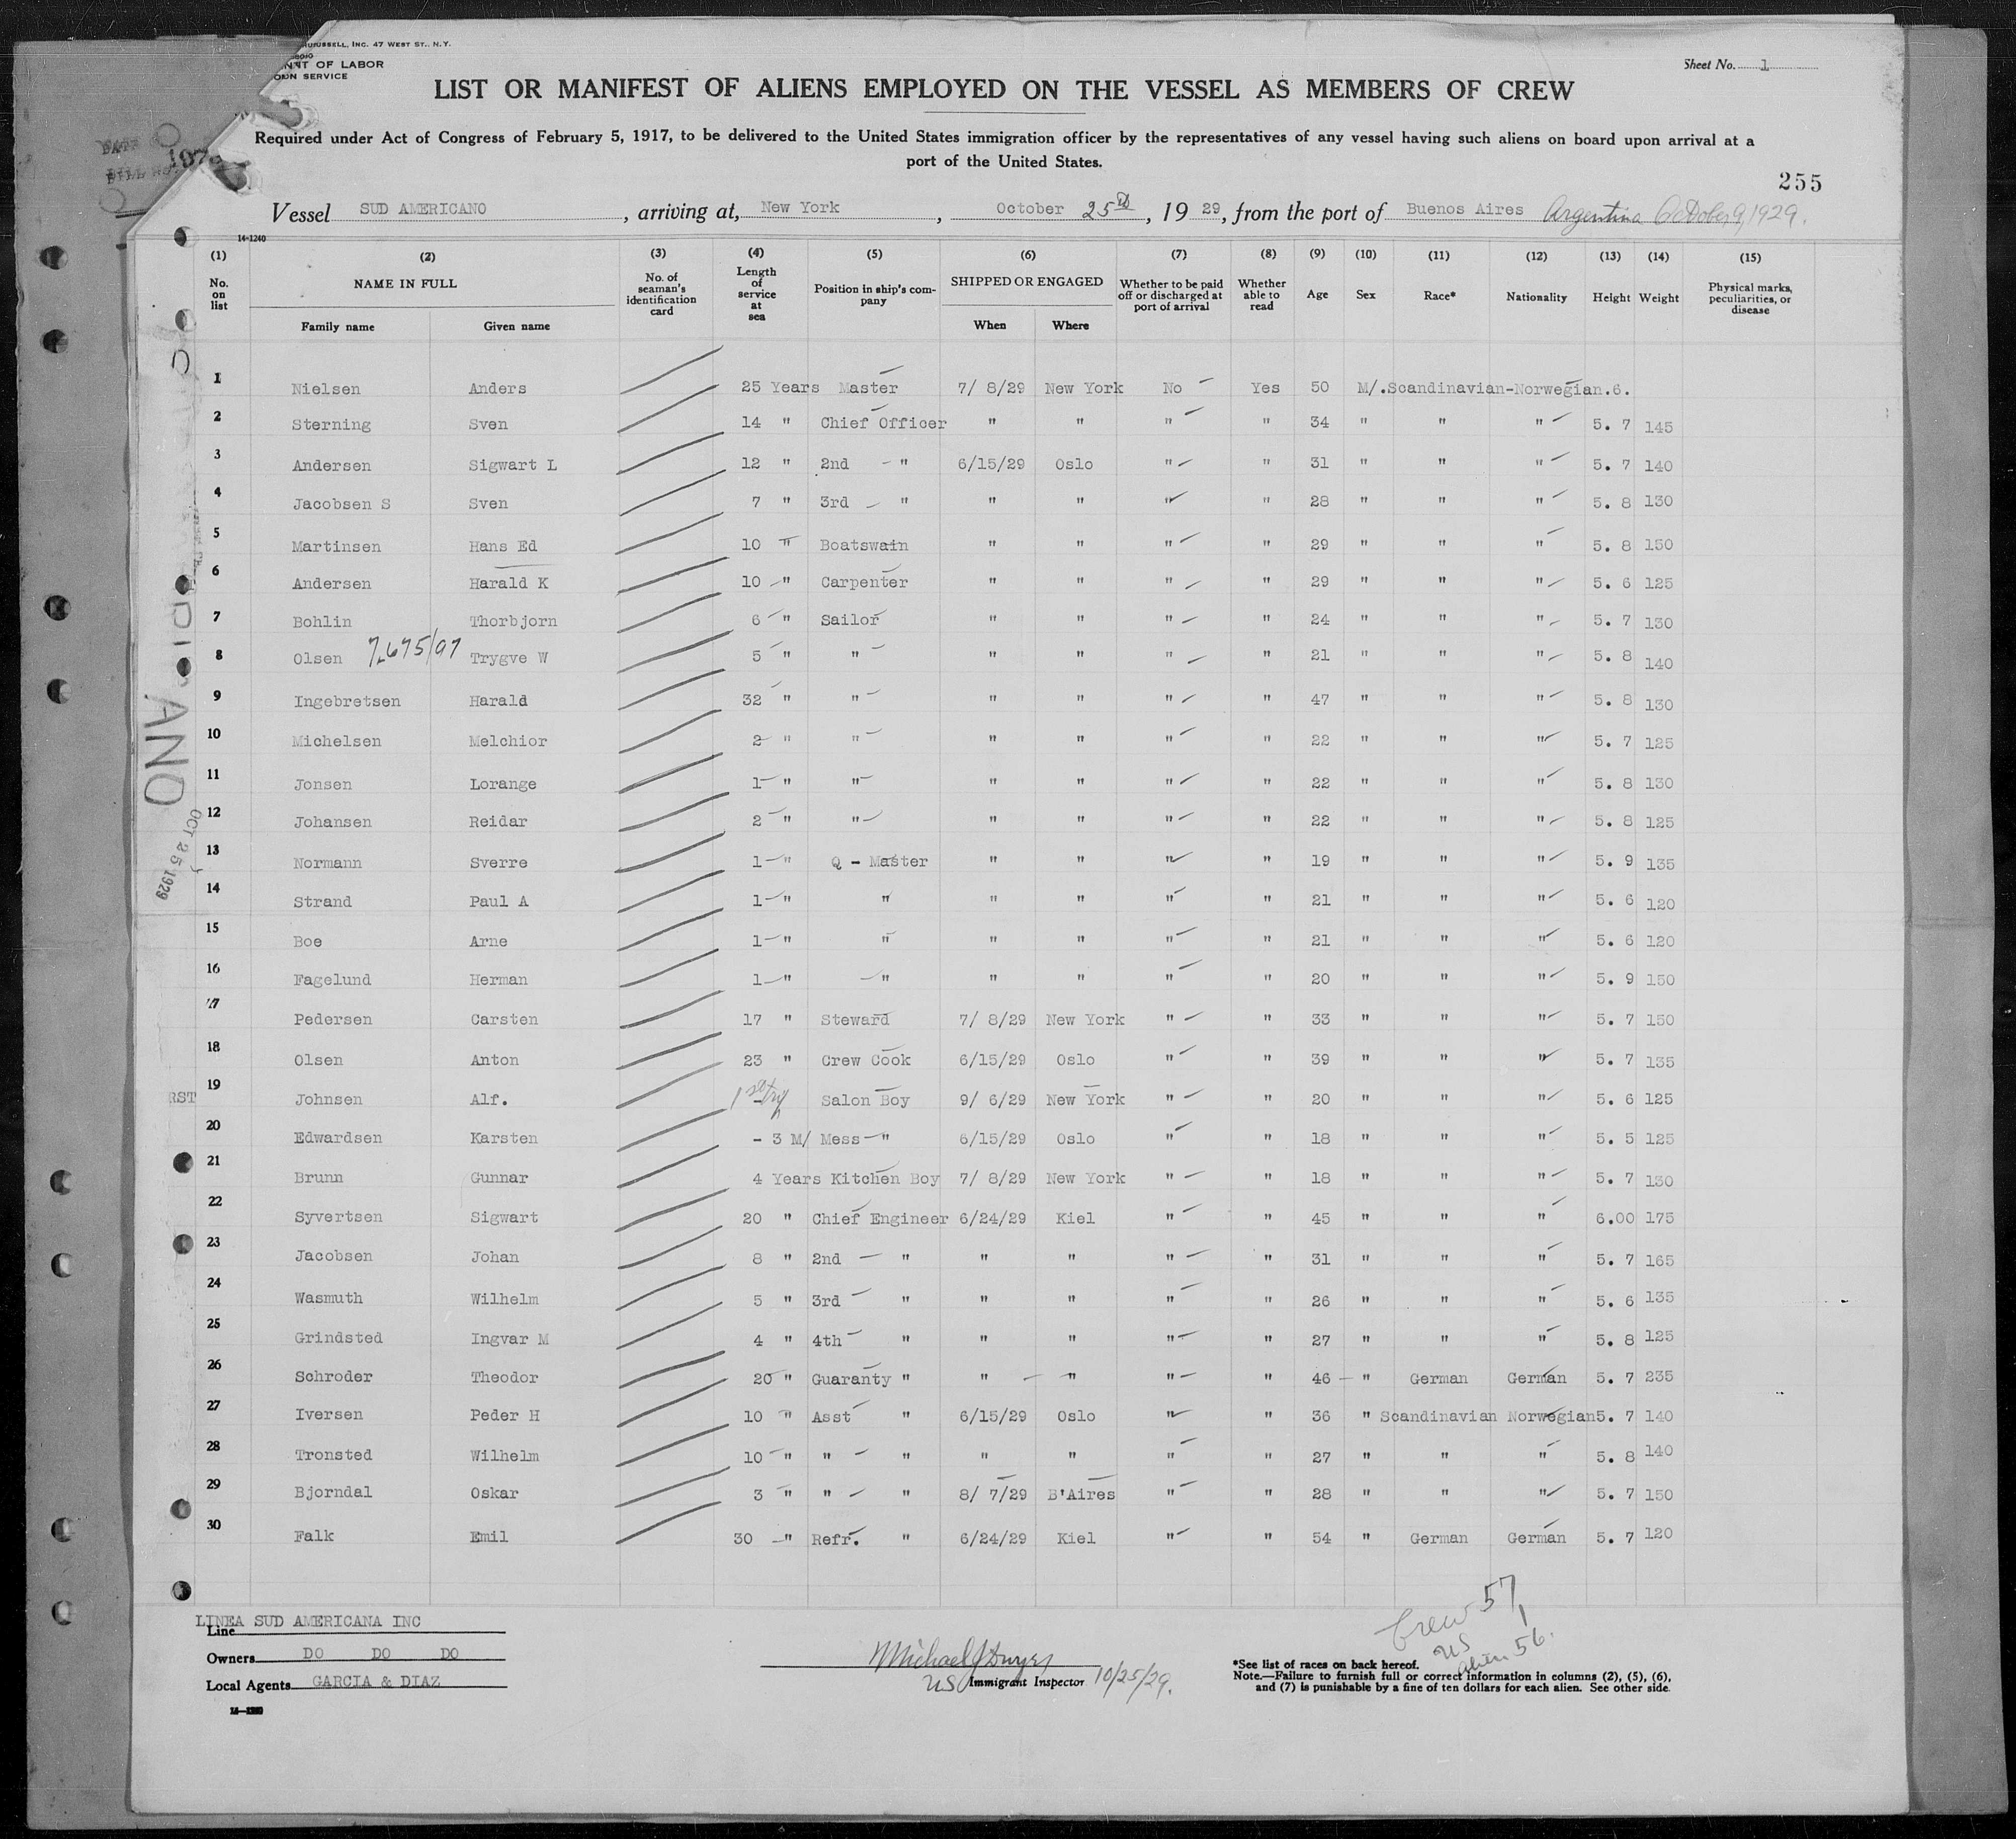 RUSSELL, INC. 47 WEST ST., N.Y.
OF LABOR
SERVICE
Sheet No. 1
LIST OR MANIFEST OF ALIENS EMPLOYED ON THE VESSEL AS MEMBERS OF CREW
Required under Act of Congress of February 5, 1917, to be delivered to the United States immigration officer by the representatives of any vessel having such aliens on board upon arrival at a
port of the United States.
255
Vessel SUD AMERICANO, arriving at, New York, October 25th, 1929, from the port of Buenos Aires Argentina October 9, 1929.
14-1240
(1) (2) (3) (4) (5) (6) (7) (8) (9) (10) (11) (12) (13) (14) (15)
No. on list NAME IN FULL Family name Given name No. of seaman's identification card Length of service at sea Position in ship's company SHIPPED OR ENGAGED When Where Whether to be paid off or discharged at port of arrival Whether able to read Age Sex Race* Nationality Height Weight Physical marks, peculiarities, or disease
1 Nielsen Anders 25 Years Master 7/ 8/29 New York No Yes 50 M/. Scandinavian-Norwegian. 6.
2 Sterning Sven 14 " Chief Officer " " " " 34 " " " 5. 7 145
3 Andersen Sigwart L 12 " 2nd - " 6/15/29 Oslo " " 31 " " " 5. 7 140
4 Jacobsen S Sven 7 " 3rd " " " " " 28 " " " 5. 8 130
5 Martinsen Hans Ed 10 " Boatswain " " " " 29 " " " 5. 8 150
6 Andersen Harald K 10 " Carpenter " " " " 29 " " " 5. 6 125
7 Bohlin Thorbjorn 6 " Sailor " " " " 24 " " " 5. 7 130
8 Olsen 7-675/97 Trygve W 5 " " " " " " 21 " " " 5. 8 140
9 Ingebretsen Harald 32 " " " " " " 47 " " " 5. 8 130
10 Michelsen Melchior 2 " " " " " " 22 " " " 5. 7 125
11 Jonsen Lorange 1 " " " " " " 22 " " " 5. 8 130
12 Johansen Reidar 2 " " " " " " 22 " " " 5. 8 125
13 Normann Sverre 1 " Q - Master " " " " 19 " " " 5. 9 135
14 Strand Paul A 1 " " " " " " 21 " " " 5. 6 120
15 Boe Arne 1 " " " " " " 21 " " " 5. 6 120
16 Fagelund Herman 1 " " " " " " 20 " " " 5. 9 150
17 Pedersen Carsten 17 " Steward 7/ 8/29 New York " " 33 " " " 5. 7 150
18 Olsen Anton 23 " Crew Cook 6/15/29 Oslo " " 39 " " " 5. 7 135
19 Johnsen Alf. 1st trip Salon Boy 9/ 6/29 New York " " 20 " " " 5. 6 125
20 Edwardsen Karsten - 3 M/ Mess " 6/15/29 Oslo " " 18 " " " 5. 5 125
21 Brunn Gunnar 4 Years Kitchen Boy 7/ 8/29 New York " " 18 " " " 5. 7 130
22 Syvertsen Sigwart 20 " Chief Engineer 6/24/29 Kiel " " 45 " " " 6.00 175
23 Jacobsen Johan 8 " 2nd " " " " " 31 " " " 5. 7 165
24 Wasmuth Wilhelm 5 " 3rd " " " " " 26 " " " 5. 6 135
25 Grindsted Ingvar M 4 " 4th " " " " " 27 " " " 5. 8 125
26 Schroder Theodor 20 " Guaranty " " " " " 46 " German German 5. 7 235
27 Iversen Peder H 10 " Asst " 6/15/29 Oslo " " 36 " Scandinavian Norwegian 5. 7 140
28 Tronsted Wilhelm 10 " " " " " " " 27 " " " 5. 8 140
29 Bjorndal Oskar 3 " " " 8/ 7/29 B'Aires " " 28 " " " 5. 7 150
30 Falk Emil 30 " Refr. " 6/24/29 Kiel " " 54 " German German 5. 7 120
RST
ANO
OCT 25 1929
LINEA SUD AMERICANA INC
Line
Owners DO DO DO
Local Agents GARCIA & DIAZ
14-1240
Michael J Dwyer
US Immigrant Inspector 10/25/29.
Crew 57
US 1
Alien 56.
*See list of races on back hereof.
Note.—Failure to furnish full or correct information in columns (2), (5), (6),
and (7) is punishable by a fine of ten dollars for each alien. See other side.